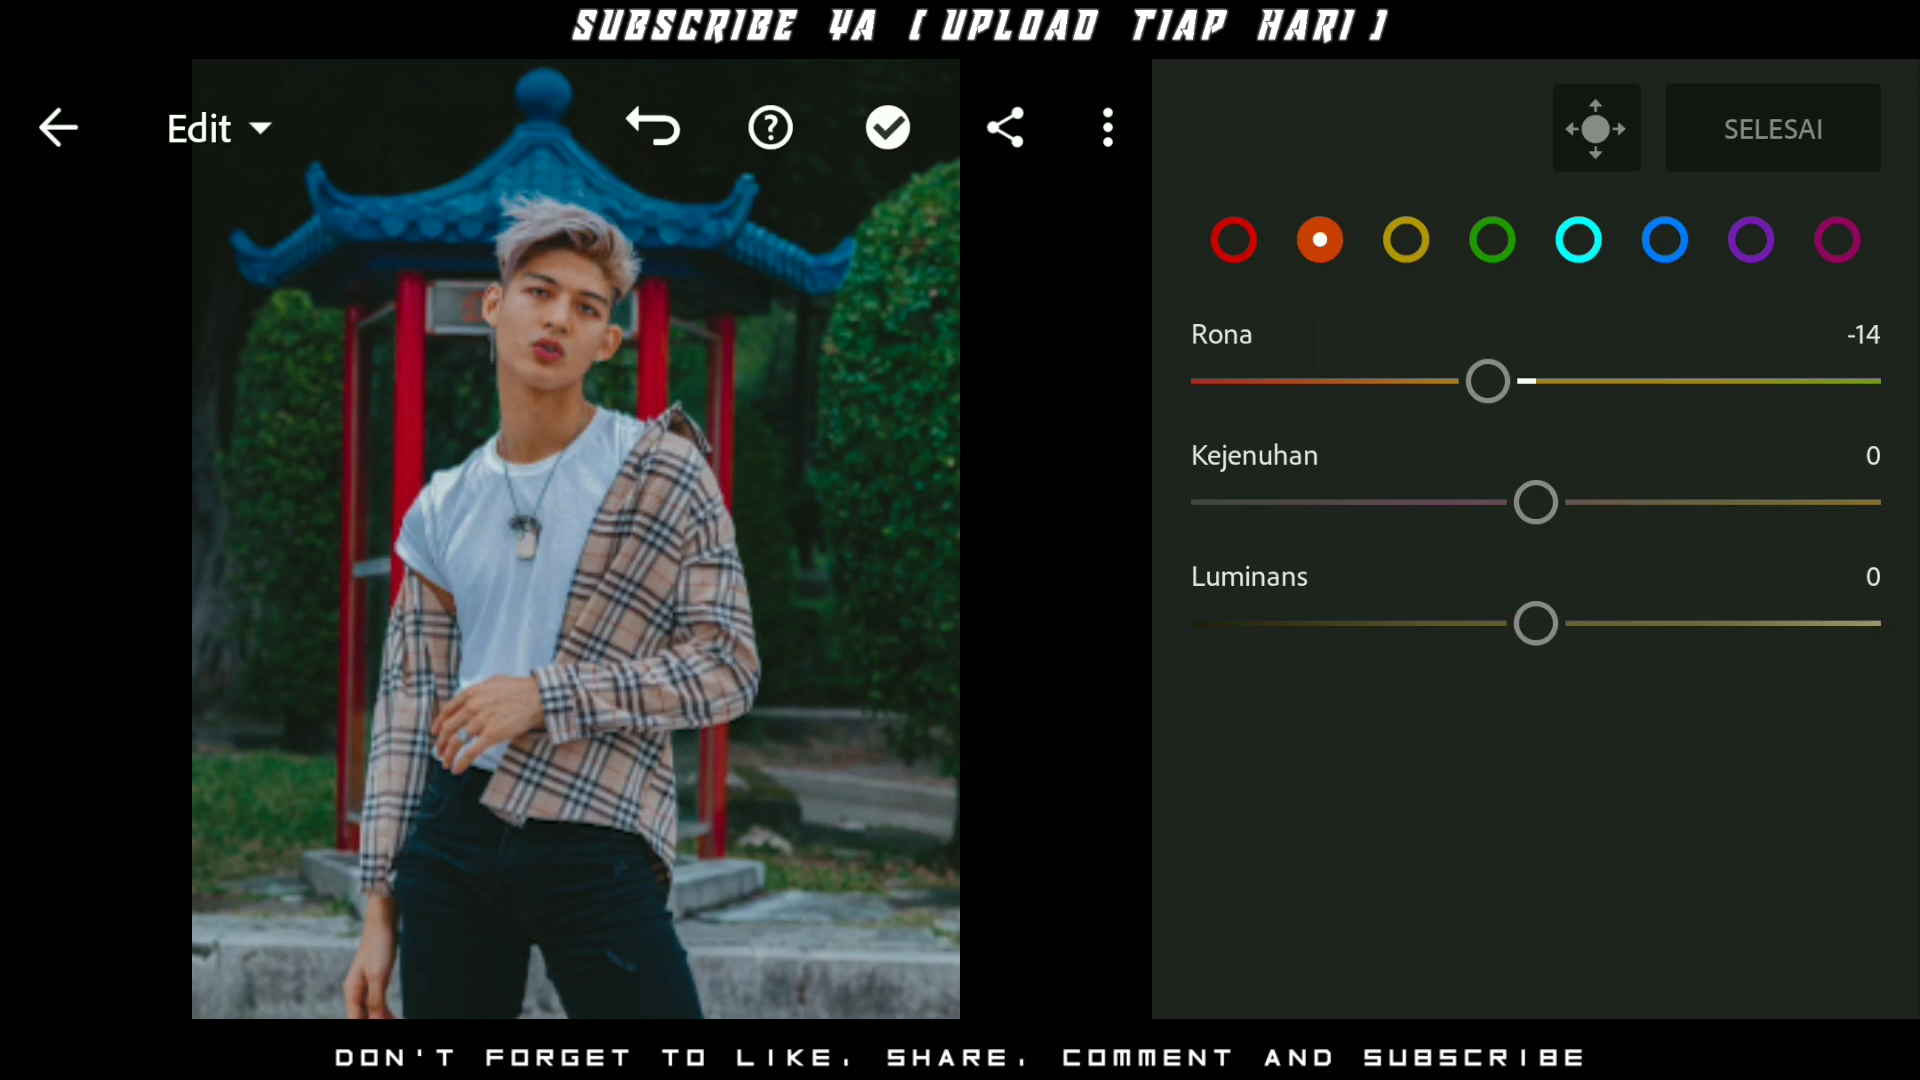 SUBSCRIBE YA [ UPLOAD TIAP HARI ]
Edit
SELESAI
Rona -14
Kejenuhan 0
Luminans 0
DON'T FORGET TO LIKE, SHARE, COMMENT AND SUBSCRIBE